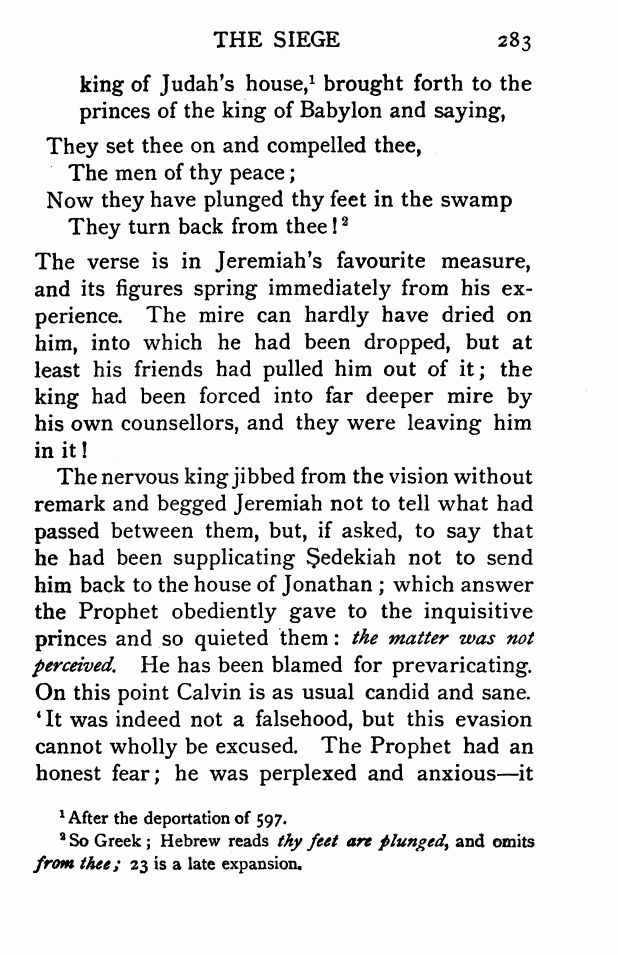 THE SIEGE 283
king of Judah's house,¹ brought forth to the
princes of the king of Babylon and saying,
They set thee on and compelled thee,
The men of thy peace;
Now they have plunged thy feet in the swamp
They turn back from thee!²
The verse is in Jeremiah's favourite measure,
and its figures spring immediately from his ex-
perience. The mire can hardly have dried on
him, into which he had been dropped, but at
least his friends had pulled him out of it; the
king had been forced into far deeper mire by
his own counsellors, and they were leaving him
in it!
The nervous king jibbed from the vision without
remark and begged Jeremiah not to tell what had
passed between them, but, if asked, to say that
he had been supplicating Ṣedekiah not to send
him back to the house of Jonathan; which answer
the Prophet obediently gave to the inquisitive
princes and so quieted them: the matter was not
perceived. He has been blamed for prevaricating.
On this point Calvin is as usual candid and sane.
'It was indeed not a falsehood, but this evasion
cannot wholly be excused. The Prophet had an
honest fear; he was perplexed and anxious—it
¹ After the deportation of 597.
² So Greek; Hebrew reads thy feet are plunged, and omits
from thee; 23 is a late expansion.